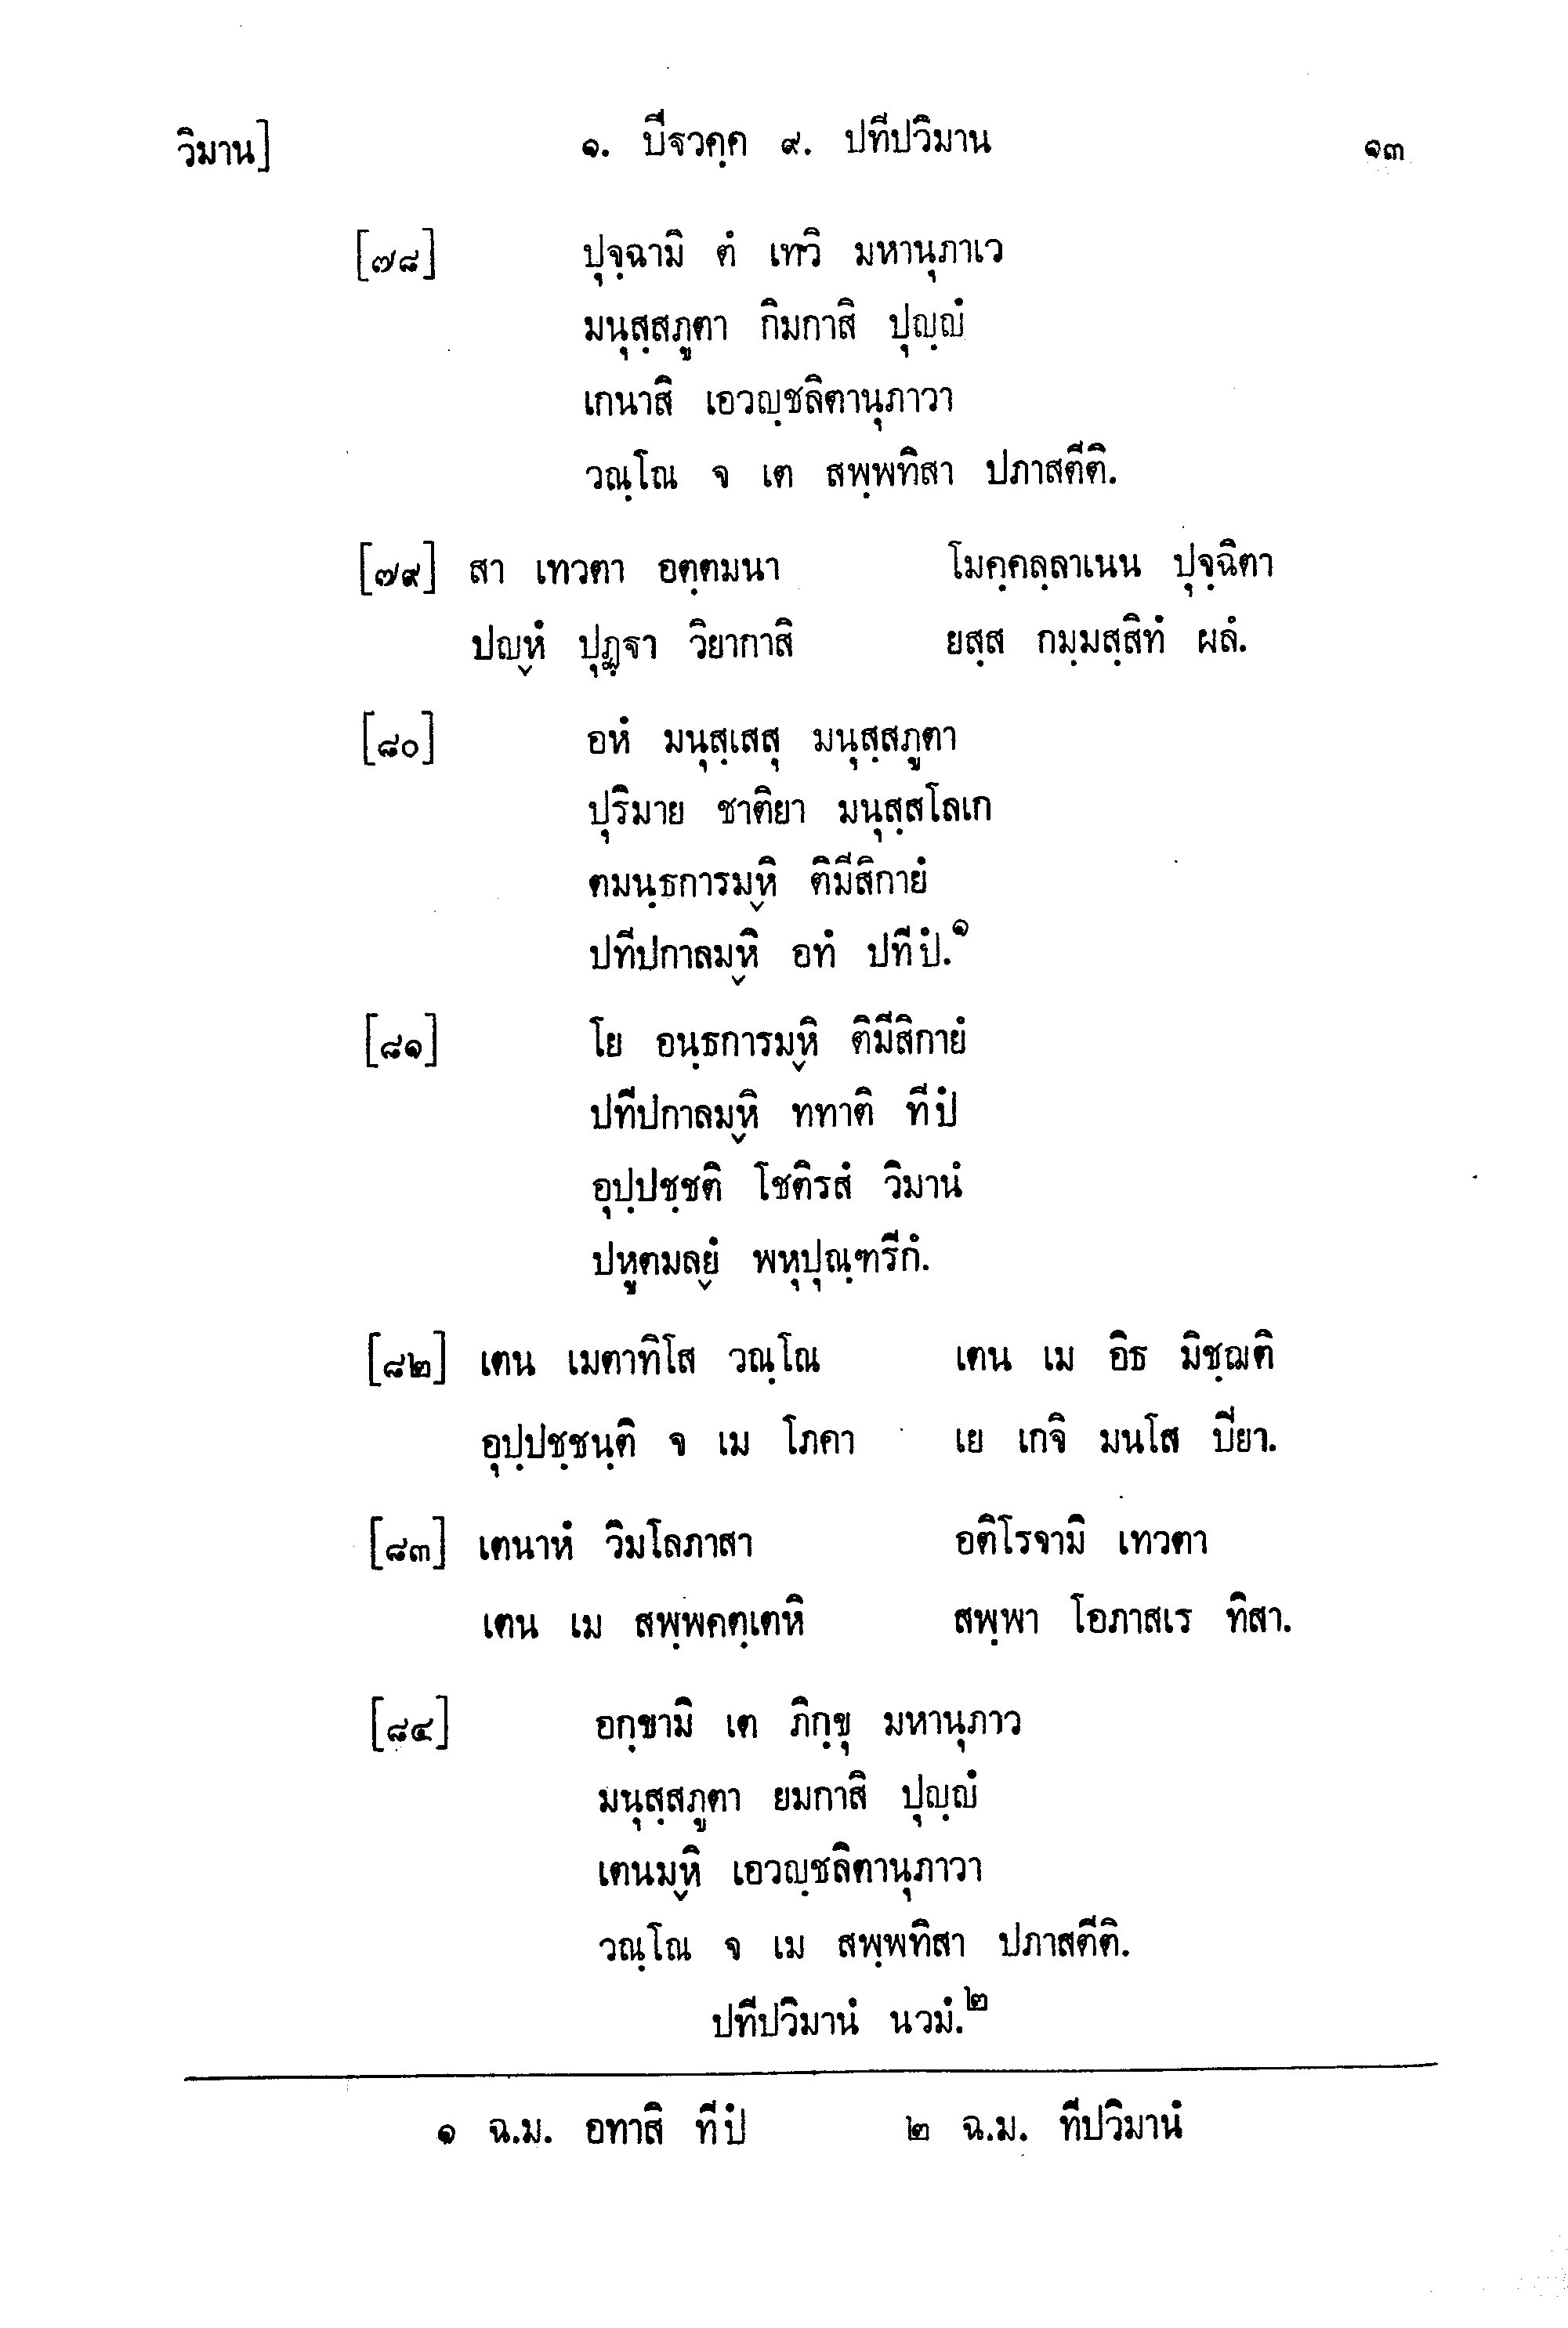 วิมาน] ๑. ปีฐวคฺค ๙. ปทีปวิมาน ๑๓
[๗๘] ปุจฺฉามิ ตํ เทวิ มหานุภาเว
มนุสฺสภูตา กิมกาสิ ปุญฺญํ
เกนาสิ เอวญฺชลิตานุภาวา
วณฺโณ จ เต สพฺพทิสา ปภาสตีติ.
[๗๙] สา เทวตา อตฺตมนา โมคฺคลฺลาเนน ปุจฺฉิตา
ปญฺหํ ปุฏฺฐา วิยากาสิ ยสฺส กมฺมสฺสิทํ ผลํ.
[๘๐] อหํ มนุสฺเสสุ มนุสฺสภูตา
ปุริมาย ชาติยา มนุสฺสโลเก
ตมนฺธการมฺหิ ติมีสิกายํ
ปทีปกาลมฺหิ อทํ ปทีปํ.๑
[๘๑] โย อนฺธการมฺหิ ติมีสิกายํ
ปทีปกาลมฺหิ ททาติ ทีปํ
อุปฺปชฺชติ โชติรสํ วิมานํ
ปหูตมลฺยํ พหุปุณฺฑรีกํ.
[๘๒] เตน เมตาทิโส วณฺโณ เตน เม อิธ มิชฺฌติ
อุปฺปชฺชนฺติ จ เม โภคา เย เกจิ มนโส ปิยา.
[๘๓] เตนาหํ วิมโลภาสา อติโรจามิ เทวตา
เตน เม สพฺพคตฺเตหิ สพฺพา โอภาสเร ทิสา.
[๘๔] อกฺขามิ เต ภิกฺขุ มหานุภาว
มนุสฺสภูตา ยมกาสิ ปุญฺญํ
เตนมฺหิ เอวญฺชลิตานุภาวา
วณฺโณ จ เม สพฺพทิสา ปภาสตีติ.
ปทีปวิมานํ นวมํ.๒
๑ ฉ.ม. อทาสิ ทีปํ ๒ ฉ.ม. ทีปวิมานํ